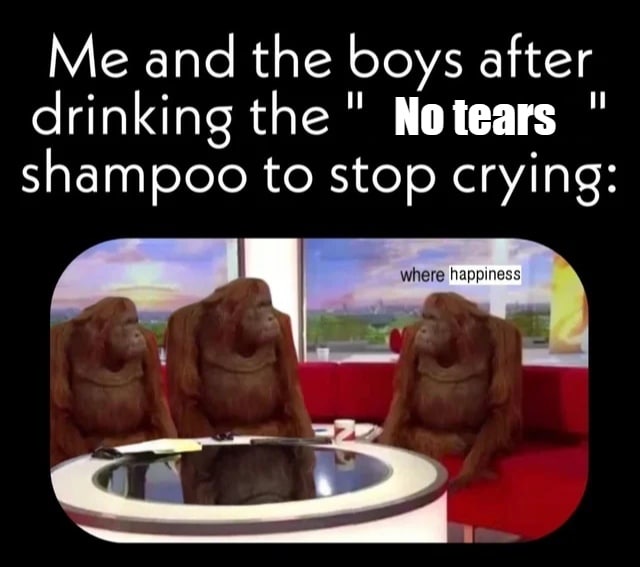 Me and the boys after
drinking the " No tears "
shampoo to stop crying:
where happiness